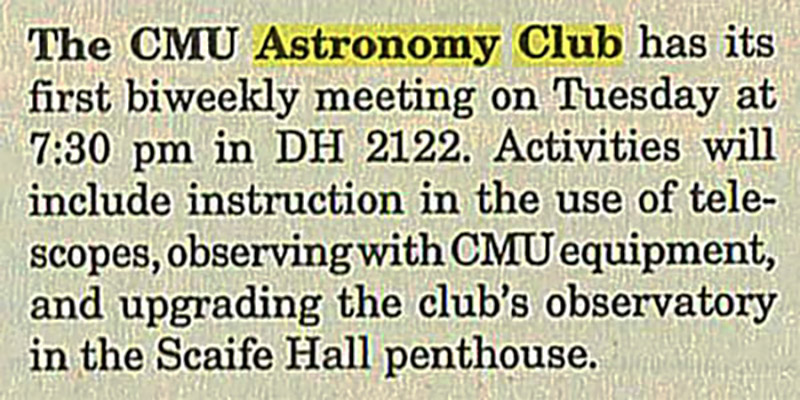 The CMU Astronomy Club has its
first biweekly meeting on Tuesday at
7:30 pm in DH 2122. Activities will
include instruction in the use of tele-
scopes, observing with CMU equipment,
and upgrading the club's observatory
in the Scaife Hall penthouse.